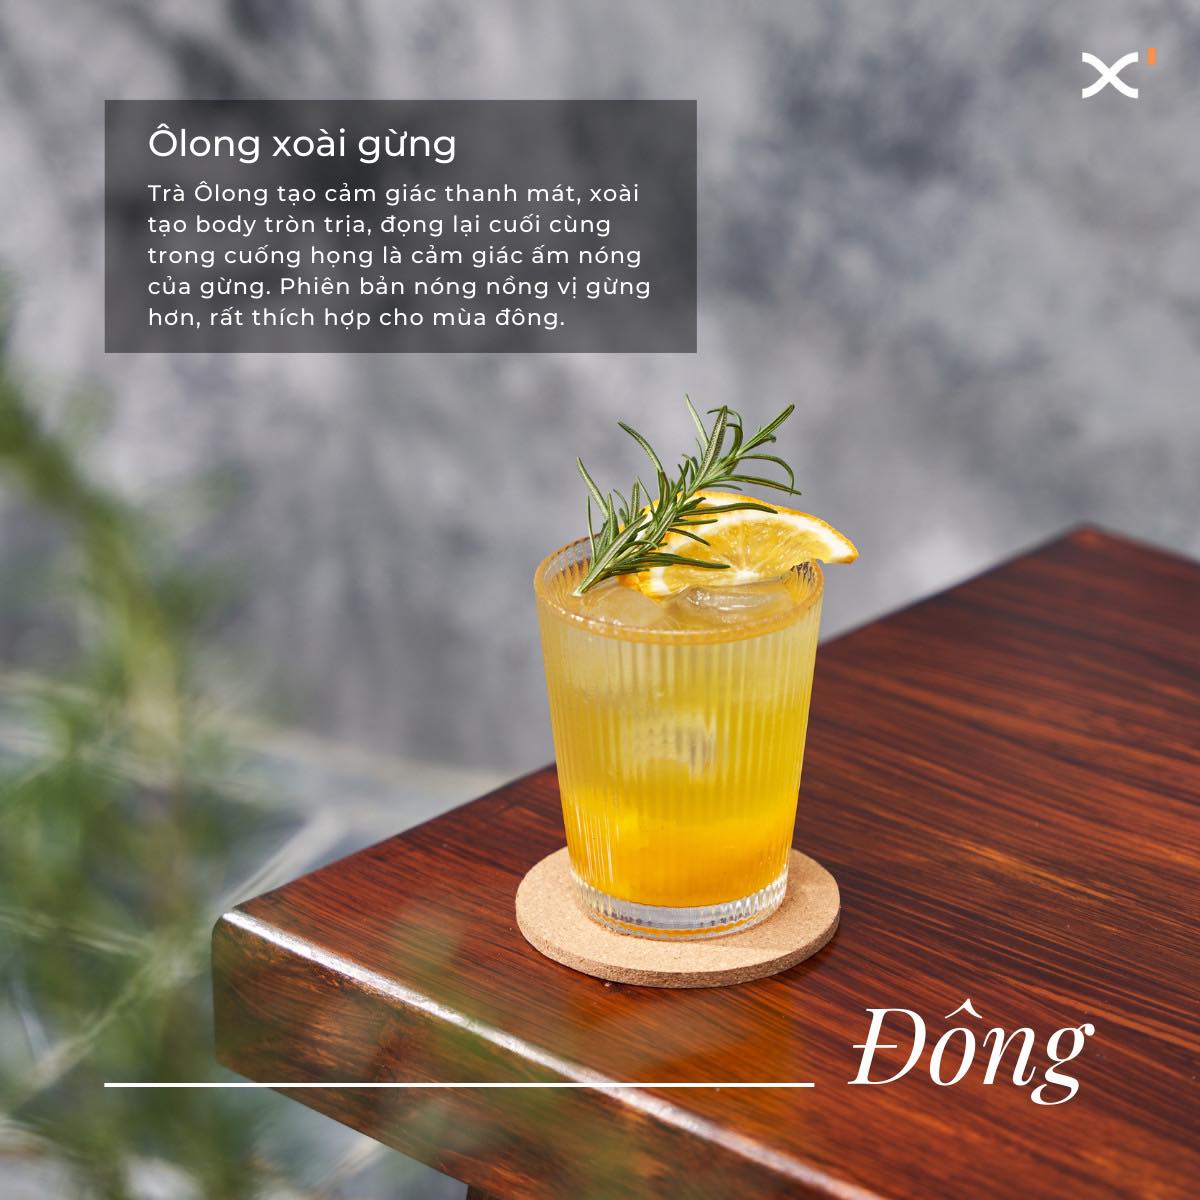 Ôlong xoài gừng
Trà Ôlong tạo cảm giác thanh mát, xoài
tạo body tròn trịa, đọng lại cuối cùng
trong cuống họng là cảm giác ấm nóng
của gừng. Phiên bản nóng nồng vị gừng
hơn, rất thích hợp cho mùa đông.
Đông